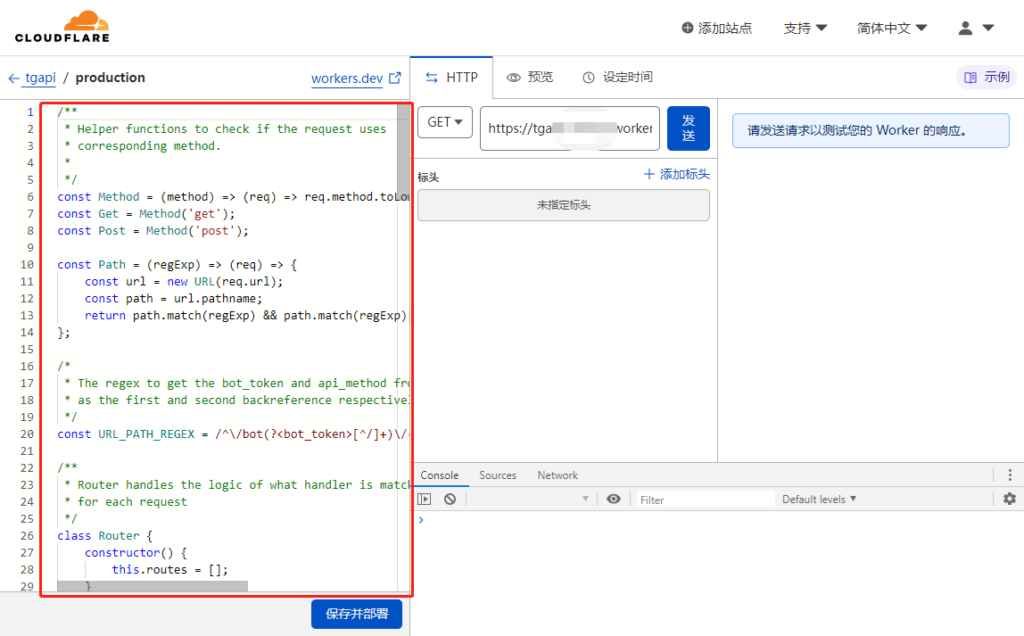 CLOUDFLARE
添加站点 支持 简体中文
tgapi / production workers.dev
HTTP 预览 设定时间 示例
GET https://tga worker 发送
请发送请求以测试您的 Worker 的响应。
标头 添加标头
未指定标头
1 /**
2 * Helper functions to check if the request uses
3 * corresponding method.
4 *
5 */
6 const Method = (method) => (req) => req.method.toLow
7 const Get = Method('get');
8 const Post = Method('post');
9
10 const Path = (regExp) => (req) => {
11 const url = new URL(req.url);
12 const path = url.pathname;
13 return path.match(regExp) && path.match(regExp)
14 };
15
16 /*
17 * The regex to get the bot_token and api_method fro
18 * as the first and second backreference respectivel
19 */
20 const URL_PATH_REGEX = /^\/bot(?<bot_token>[^/]+)\/
21
22 /**
23 * Router handles the logic of what handler is match
24 * for each request
25 */
26 class Router {
27 constructor() {
28 this.routes = [];
29 }
保存并部署
Console Sources Network
Filter Default levels